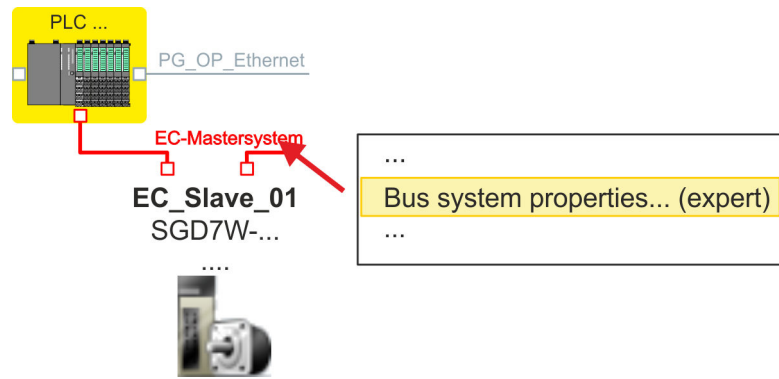 PLC ...
PG_OP_Ethernet
EC-Mastersystem
...
Bus system properties... (expert)
...
EC_Slave_01
SGD7W-...
....